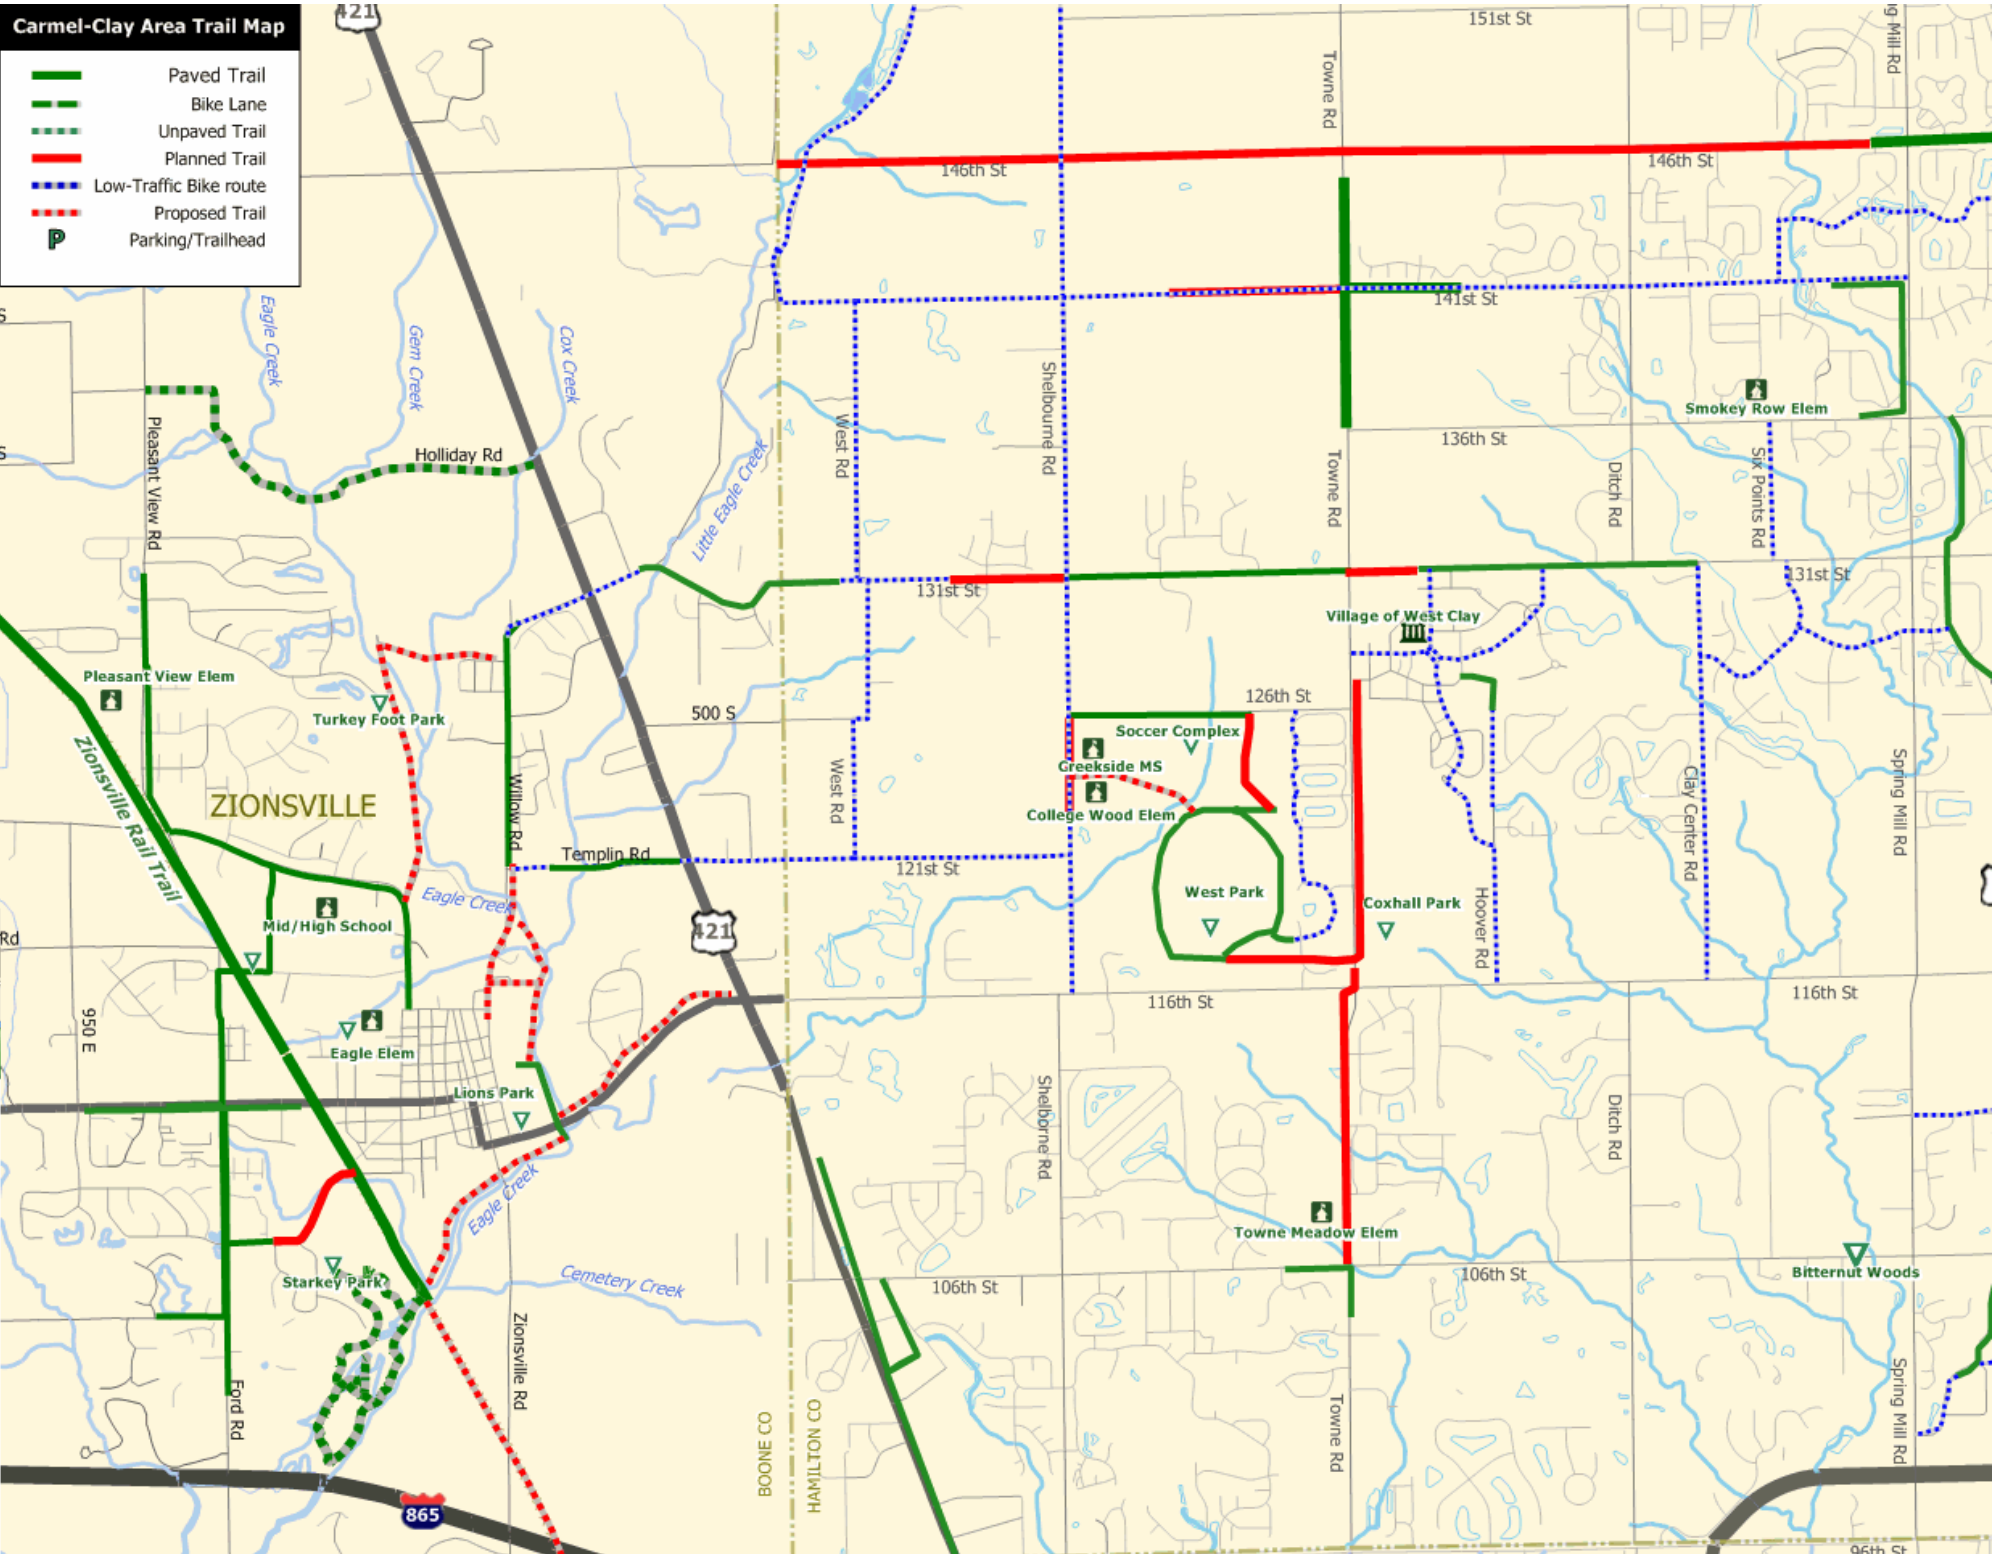 Carmel-Clay Area Trail Map
Paved Trail
Bike Lane
Unpaved Trail
Planned Trail
Low-Traffic Bike route
Proposed Trail
P Parking/Trailhead
421
151st St
Towne Rd
146th St
146th St
Eagle Creek
Gem Creek
Cox Creek
141st St
Shelbourne Rd
Smokey Row Elem
West Rd
136th St
Pleasant View Rd
Holliday Rd
Little Eagle Creek
Towne Rd
Ditch Rd
Six Points Rd
131st St
131st St
Village of West Clay
Pleasant View Elem
Turkey Foot Park
500 S
126th St
Soccer Complex
Greekside MS
College Wood Elem
Zionsville Rail Trail
ZIONSVILLE
Willow Rd
West Rd
Clay Center Rd
Spring Mill Rd
Templin Rd
121st St
Eagle Creek
West Park
Coxhall Park
Hoover Rd
Mid/High School
421
Rd
950 E
116th St
116th St
Eagle Elem
Lions Park
Shelborne Rd
Ditch Rd
Eagle Creek
Towne Meadow Elem
Starkey Park
Cemetery Creek
106th St
106th St
Bitternut Woods
Zionsville Rd
Ford Rd
BOONE CO
HAMILTON CO
Towne Rd
Spring Mill Rd
865
96th St